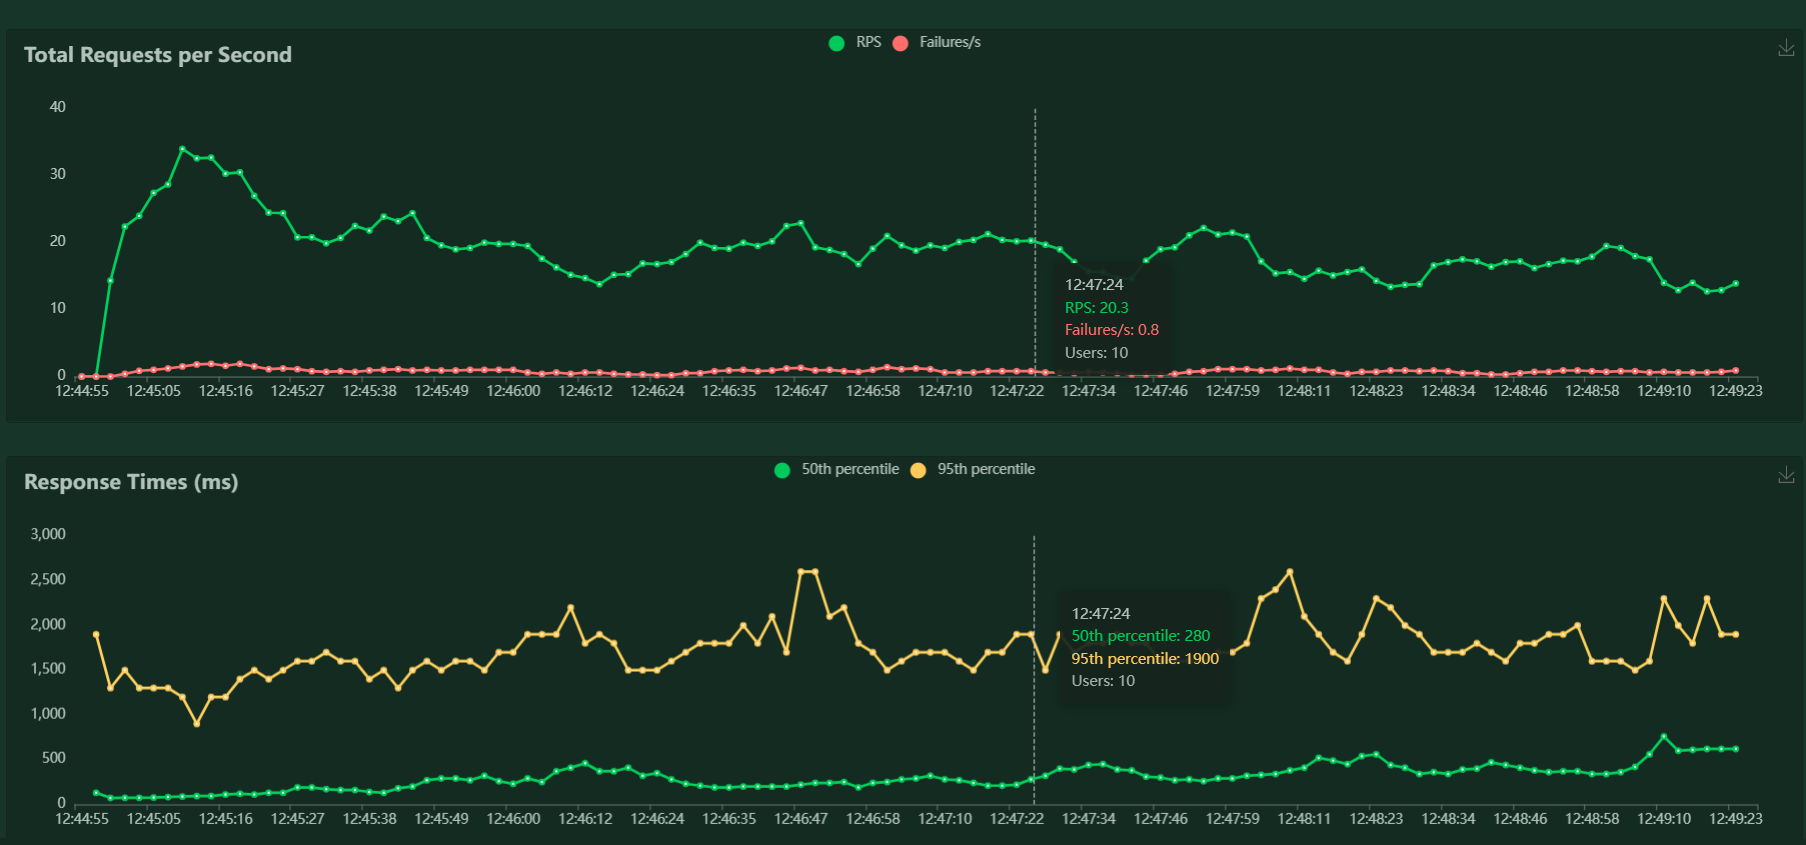 RPS Failures/s
Total Requests per Second
40
30
20
10
0
12:47:24
RPS: 20.3
Failures/s: 0.8
Users: 10
12:44:55 12:45:05 12:45:16 12:45:27 12:45:38 12:45:49 12:46:00 12:46:12 12:46:24 12:46:35 12:46:47 12:46:58 12:47:10 12:47:22 12:47:34 12:47:46 12:47:59 12:48:11 12:48:23 12:48:34 12:48:46 12:48:58 12:49:10 12:49:23
50th percentile 95th percentile
Response Times (ms)
3,000
2,500
2,000
1,500
1,000
500
0
12:47:24
50th percentile: 280
95th percentile: 1900
Users: 10
12:44:55 12:45:05 12:45:16 12:45:27 12:45:38 12:45:49 12:46:00 12:46:12 12:46:24 12:46:35 12:46:47 12:46:58 12:47:10 12:47:22 12:47:34 12:47:46 12:47:59 12:48:11 12:48:23 12:48:34 12:48:46 12:48:58 12:49:10 12:49:23